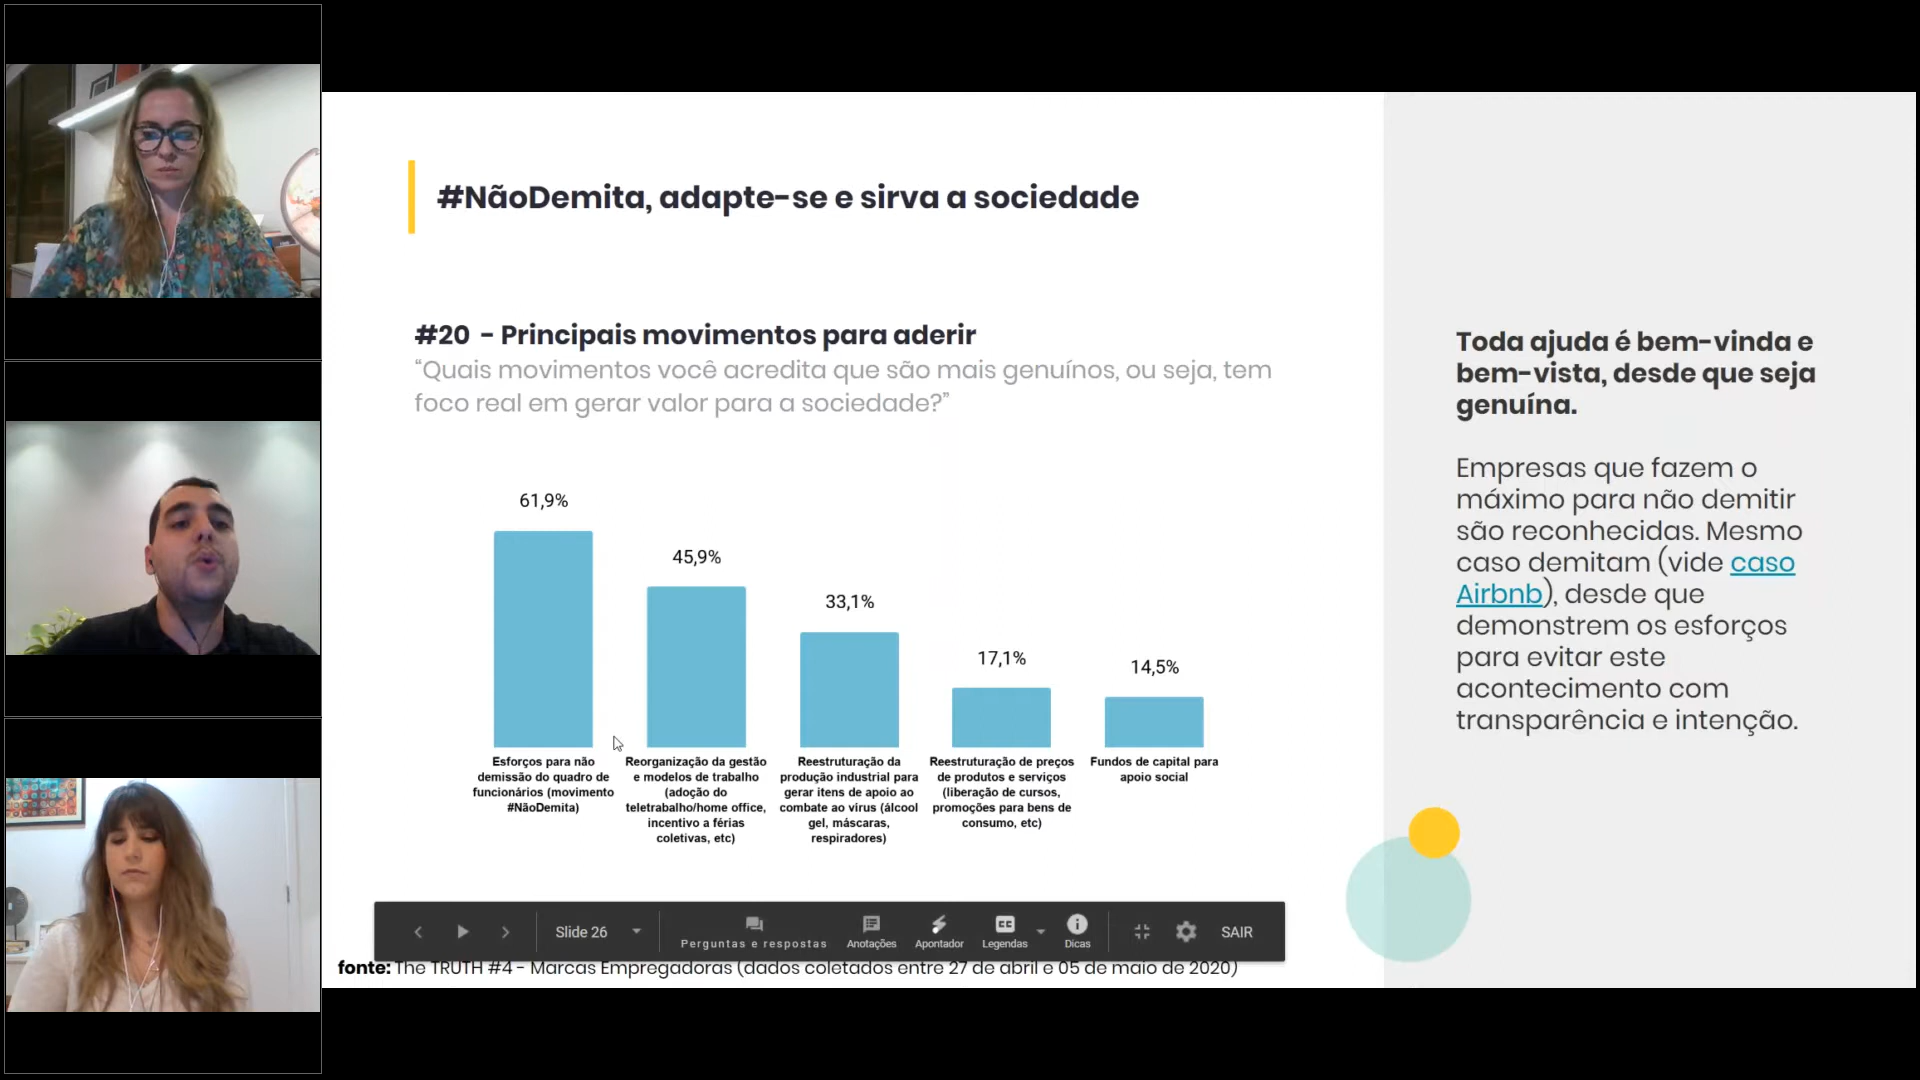 #NãoDemita, adapte-se e sirva a sociedade
#20 - Principais movimentos para aderir
“Quais movimentos você acredita que são mais genuínos, ou seja, tem
foco real em gerar valor para a sociedade?”
61,9%
45,9%
33,1%
17,1%
14,5%
Esforços para não
demissão do quadro de
funcionários (movimento
#NãoDemita)
Reorganização da gestão
e modelos de trabalho
(adoção do
teletrabalho/home office,
incentivo a férias
coletivas, etc)
Reestruturação da
produção industrial para
gerar itens de apoio ao
combate ao vírus (álcool
gel, máscaras,
respiradores)
Reestruturação de preços
de produtos e serviços
(liberação de cursos,
promoções para bens de
consumo, etc)
Fundos de capital para
apoio social
Toda ajuda é bem-vinda e
bem-vista, desde que seja
genuína.
Empresas que fazem o
máximo para não demitir
são reconhecidas. Mesmo
caso demitam (vide caso
Airbnb), desde que
demonstrem os esforços
para evitar este
acontecimento com
transparência e intenção.
Slide 26
Perguntas e respostas
Anotações
Apontador
CC
Legendas
Dicas
SAIR
fonte: The TRUTH #4 - Marcas Empregadoras (dados coletados entre 27 de abril e 05 de maio de 2020)